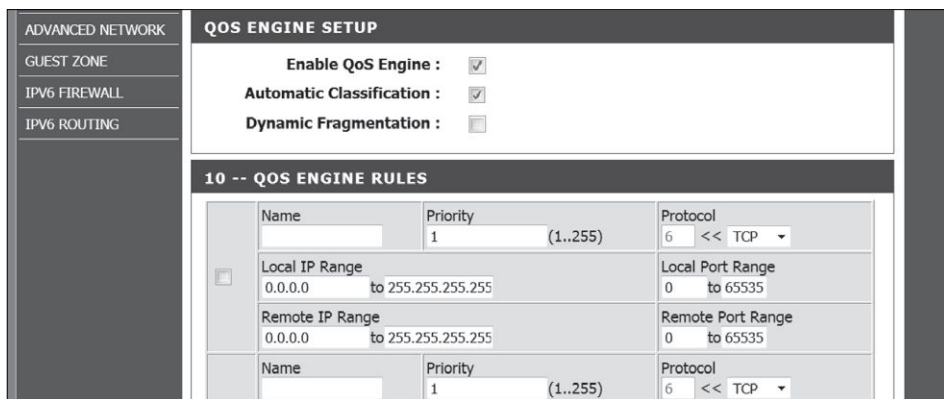 ADVANCED NETWORK
GUEST ZONE
IPV6 FIREWALL
IPV6 ROUTING
QOS ENGINE SETUP
Enable QoS Engine :
Automatic Classification :
Dynamic Fragmentation :
10 -- QOS ENGINE RULES
Name Priority Protocol
1 (1..255) 6 << TCP
Local IP Range Local Port Range
0.0.0.0 to 255.255.255.255 0 to 65535
Remote IP Range Remote Port Range
0.0.0.0 to 255.255.255.255 0 to 65535
Name Priority Protocol
1 (1..255) 6 << TCP